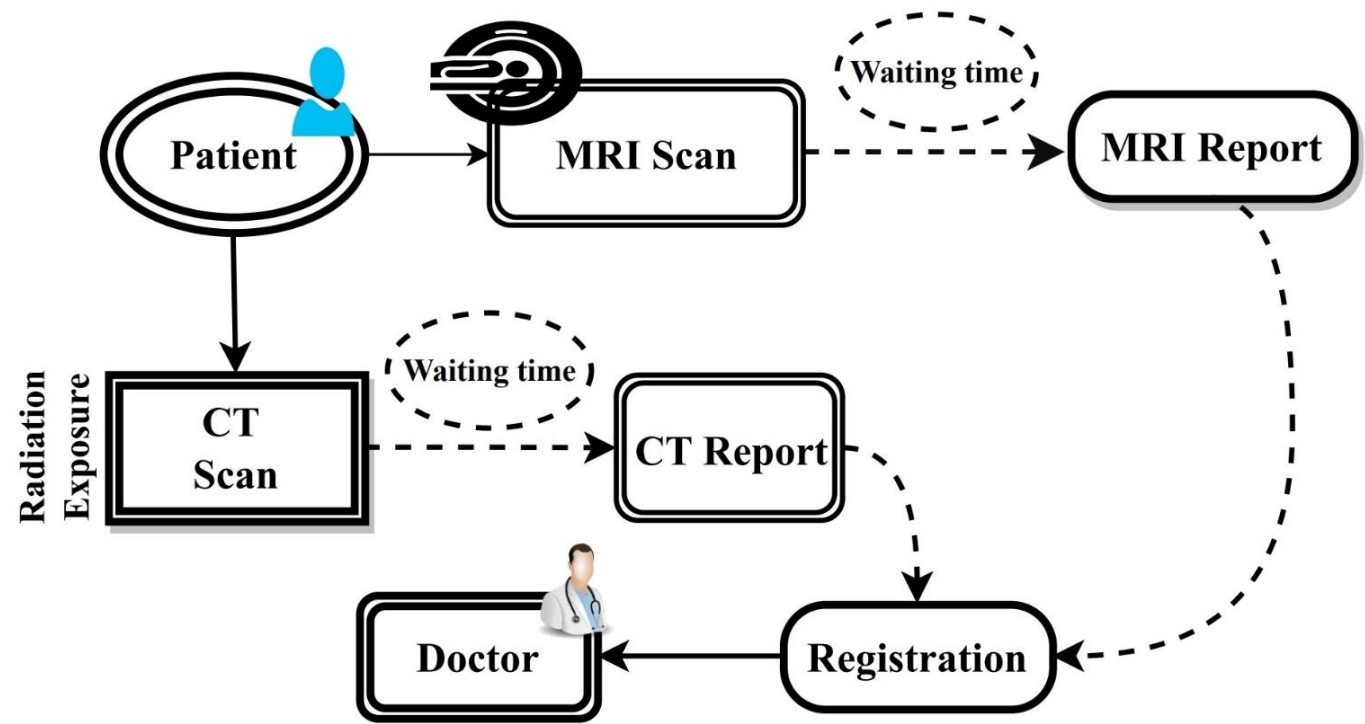 Waiting time
Patient
MRI Scan
MRI Report
Waiting time
Radiation
Exposure
CT
Scan
CT Report
Doctor
Registration